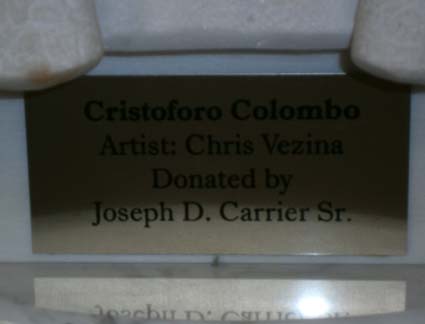 Cristoforo Colombo
Artist: Chris Vezina
Donated by
Joseph D. Carrier Sr.